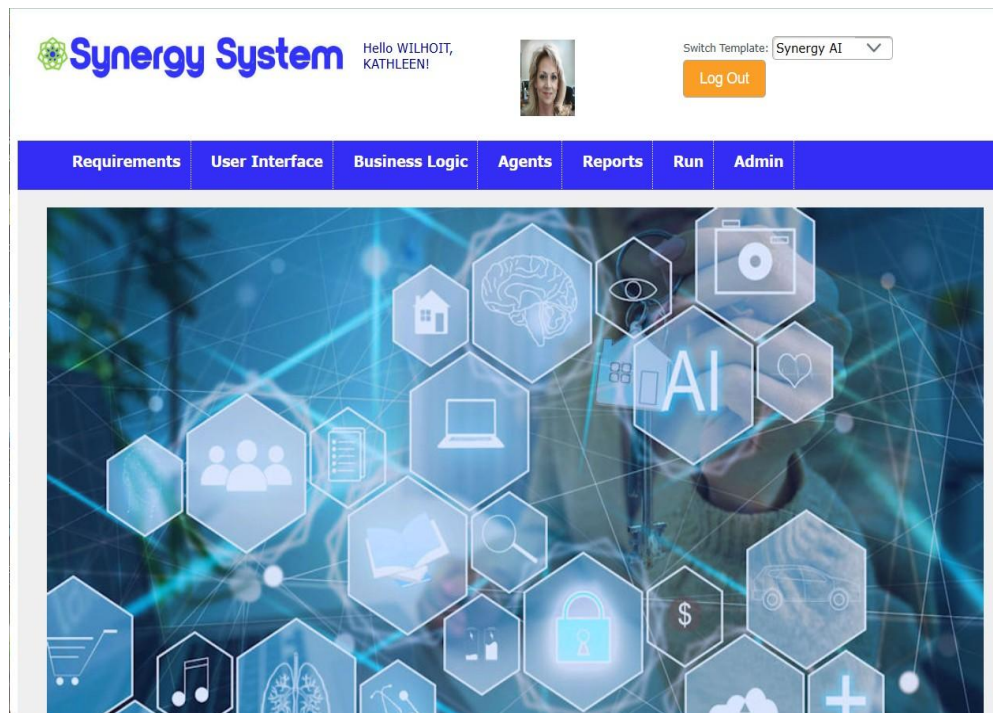 Synergy System
Hello WILHOIT,
KATHLEEN!
Switch Template: Synergy AI
Log Out
Requirements User Interface Business Logic Agents Reports Run Admin
AI
$